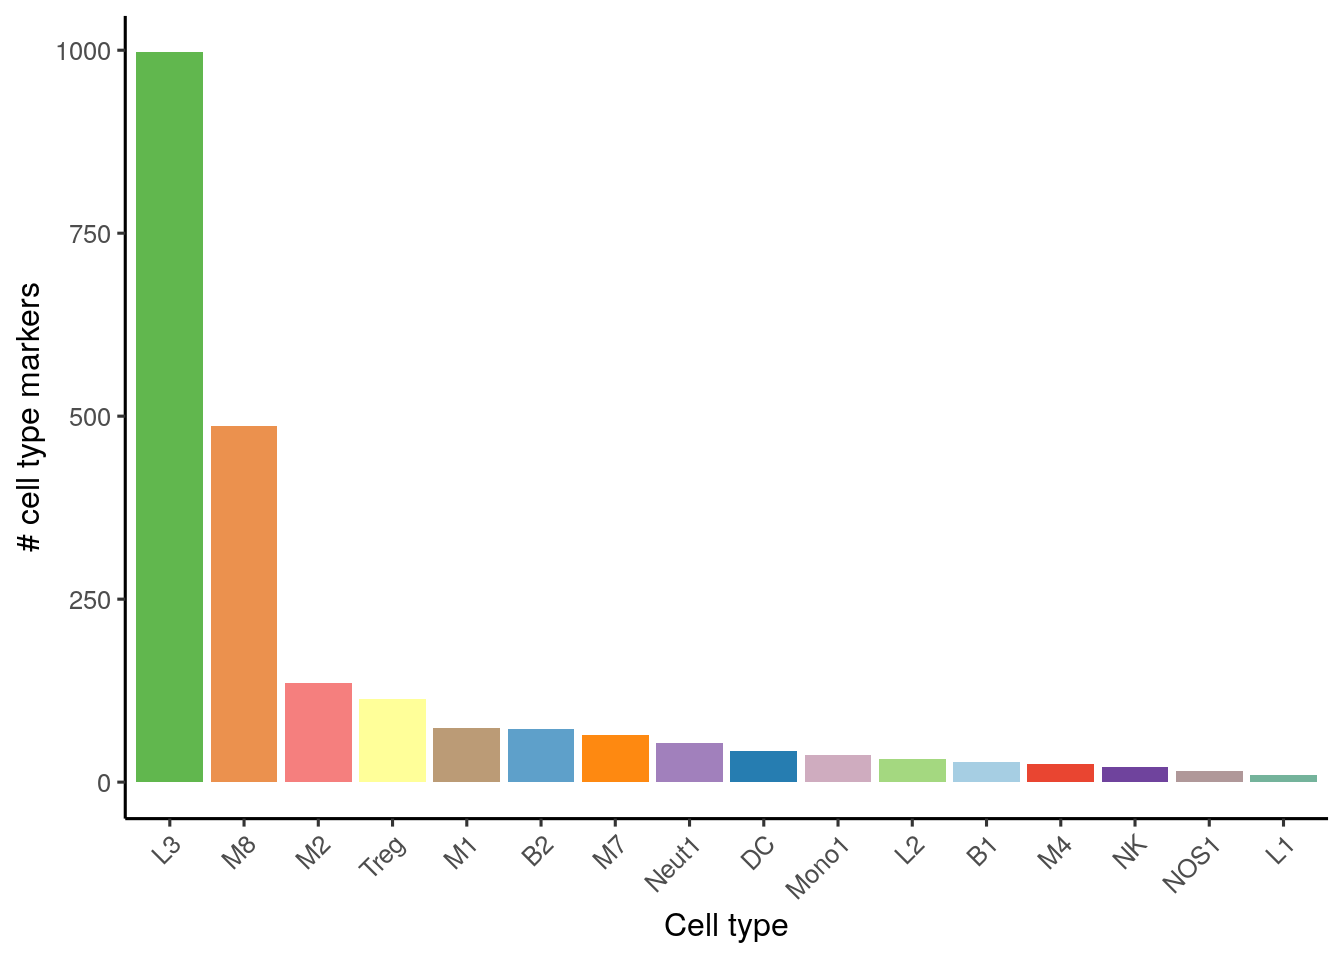 1000
750
500
250
0
# cell type markers
L3
M8
M2
Treg
M1
B2
M7
Neut1
DC
Mono1
L2
B1
M4
NK
NOS1
L1
Cell type